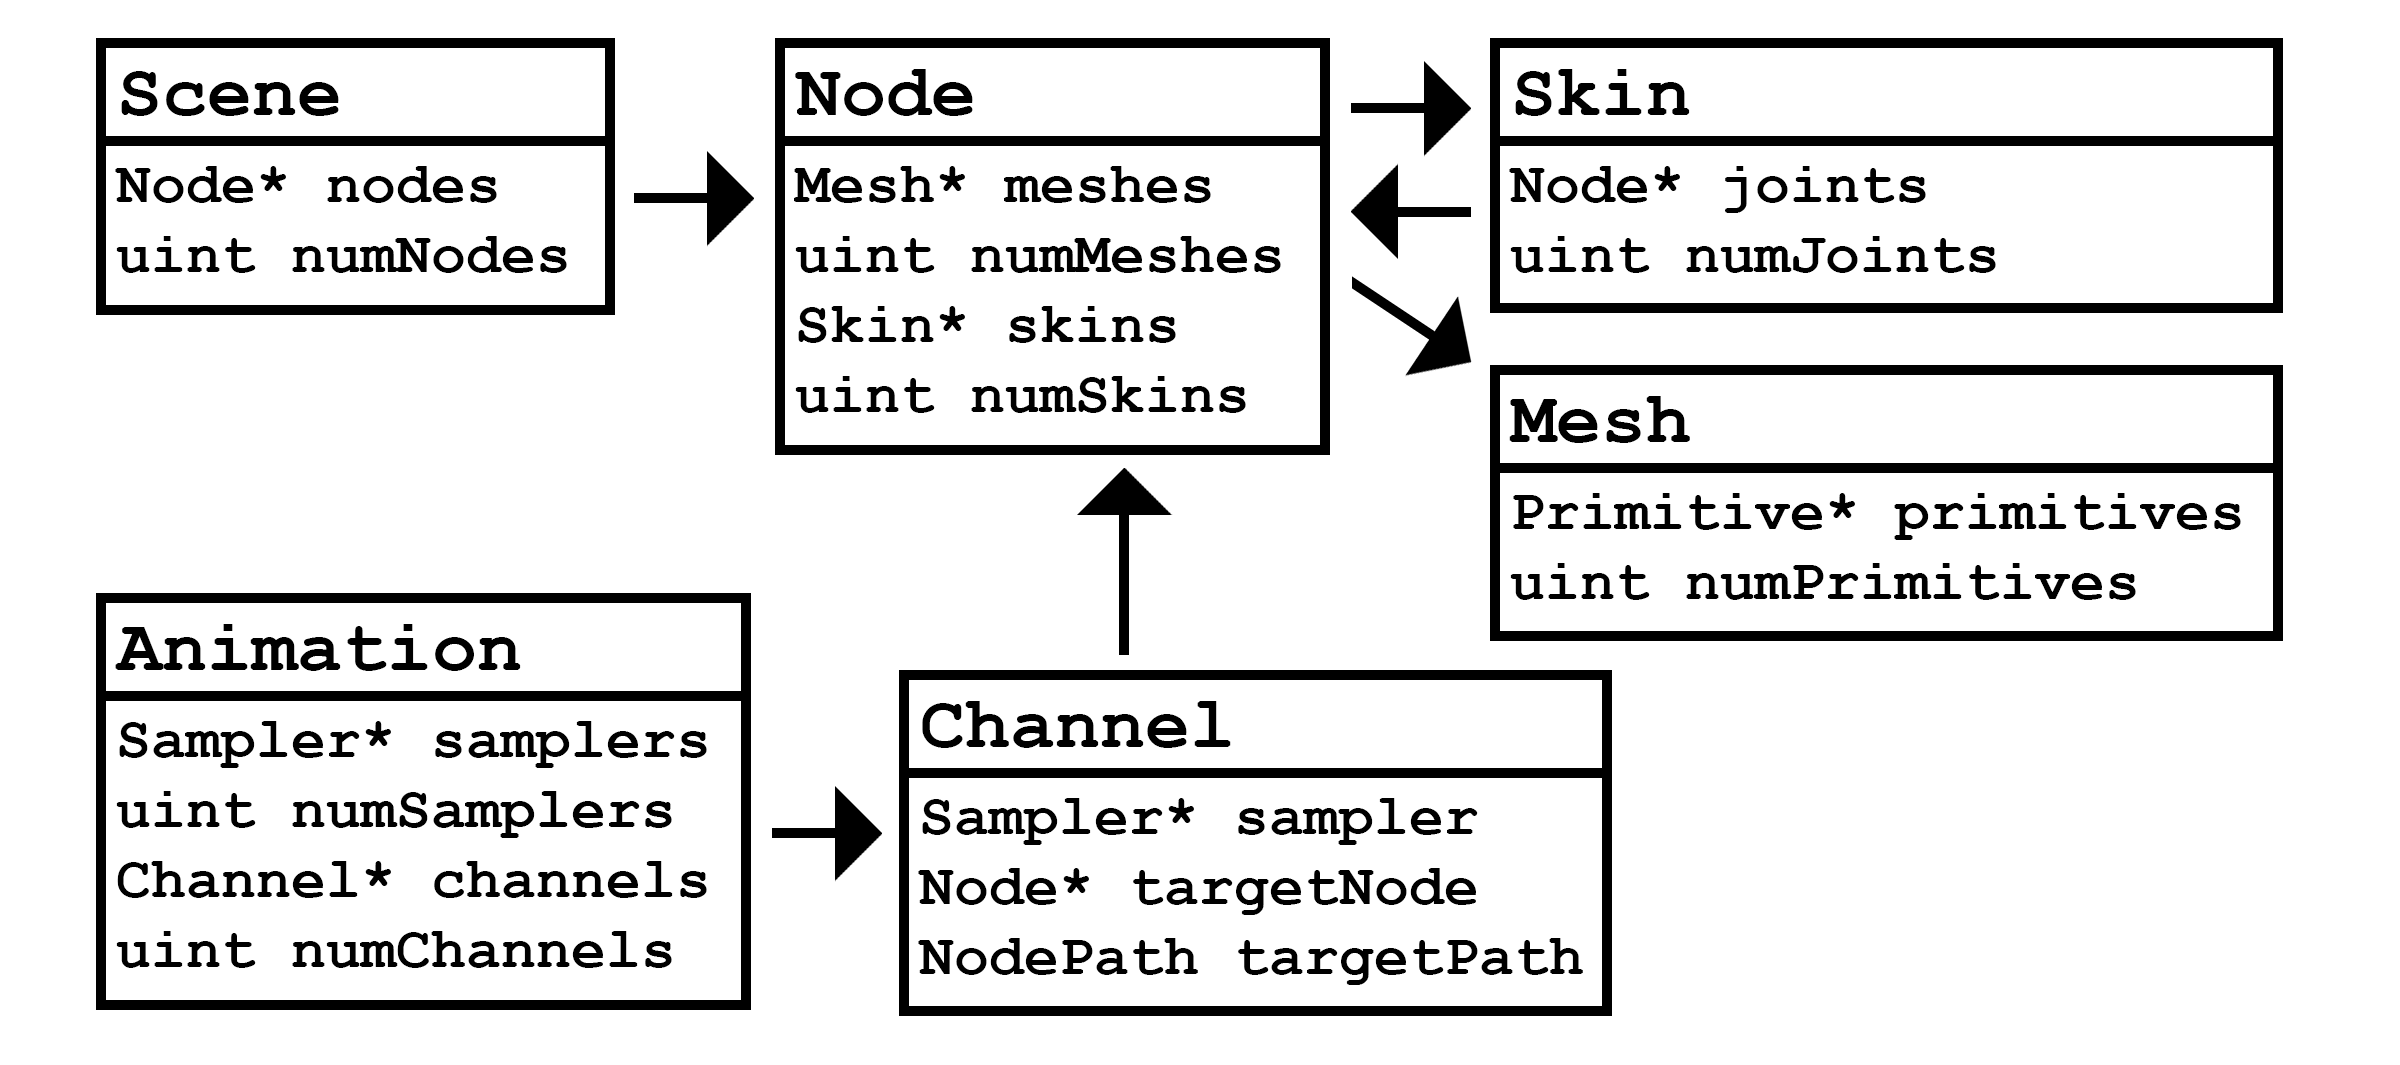 Scene
Node* nodes
uint numNodes
Node
Mesh* meshes
uint numMeshes
Skin* skins
uint numSkins
Skin
Node* joints
uint numJoints
Mesh
Primitive* primitives
uint numPrimitives
Animation
Sampler* samplers
uint numSamplers
Channel* channels
uint numChannels
Channel
Sampler* sampler
Node* targetNode
NodePath targetPath